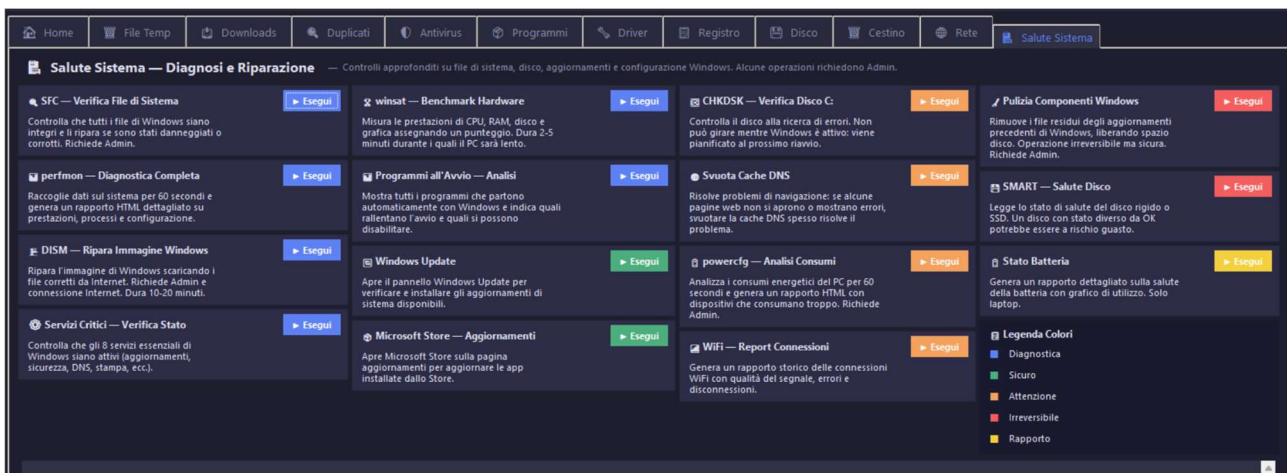 Home File Temp Downloads Duplicati Antivirus Programmi Driver Registro Disco Cestino Rete Salute Sistema
Salute Sistema — Diagnosi e Riparazione — Controlli approfonditi su file di sistema, disco, aggiornamenti e configurazione Windows. Alcune operazioni richiedono Admin.
SFC — Verifica File di Sistema
► Esegui
Controlla che tutti i file di Windows siano
integri e li ripara se sono stati danneggiati o
corrotti. Richiede Admin.
perfmon — Diagnostica Completa
► Esegui
Raccoglie dati sul sistema per 60 secondi e
genera un rapporto HTML dettagliato su
prestazioni, processi e configurazione.
DISM — Ripara Immagine Windows
► Esegui
Ripara l'immagine di Windows scaricando i
file corretti da Internet. Richiede Admin e
connessione Internet. Dura 10-20 minuti.
Servizi Critici — Verifica Stato
► Esegui
Controlla che gli 8 servizi essenziali di
Windows siano attivi (aggiornamenti,
sicurezza, DNS, stampa, ecc.).
winsat — Benchmark Hardware
► Esegui
Misura le prestazioni di CPU, RAM, disco e
grafica assegnando un punteggio. Dura 2-5
minuti durante i quali il PC sarà lento.
Programmi all'Avvio — Analisi
► Esegui
Mostra tutti i programmi che partono
automaticamente con Windows e indica quali
rallentano l'avvio e quali si possono
disabilitare.
Windows Update
► Esegui
Apre il pannello Windows Update per
verificare e installare gli aggiornamenti di
sistema disponibili.
Microsoft Store — Aggiornamenti
► Esegui
Apre Microsoft Store sulla pagina
aggiornamenti per aggiornare le app
installate dallo Store.
CHKDSK — Verifica Disco C:
► Esegui
Controlla il disco alla ricerca di errori. Non
può girare mentre Windows è attivo: viene
pianificato al prossimo riavvio.
Svuota Cache DNS
► Esegui
Risolve problemi di navigazione: se alcune
pagine web non si aprono o mostrano errori,
svuotare la cache DNS spesso risolve il
problema.
powercfg — Analisi Consumi
► Esegui
Analizza i consumi energetici del PC per 60
secondi e genera un rapporto HTML con
dispositivi che consumano troppo. Richiede
Admin.
WiFi — Report Connessioni
► Esegui
Genera un rapporto storico delle connessioni
WiFi con qualità del segnale, errori e
disconnessioni.
Pulizia Componenti Windows
► Esegui
Rimuove i file residui degli aggiornamenti
precedenti di Windows, liberando spazio
disco. Operazione irreversibile ma sicura.
Richiede Admin.
SMART — Salute Disco
► Esegui
Legge lo stato di salute del disco rigido o
SSD. Un disco con stato diverso da OK
potrebbe essere a rischio guasto.
Stato Batteria
► Esegui
Genera un rapporto dettagliato sulla salute
della batteria con grafico di utilizzo. Solo
laptop.
Legenda Colori
Diagnostica
Sicuro
Attenzione
Irreversibile
Rapporto